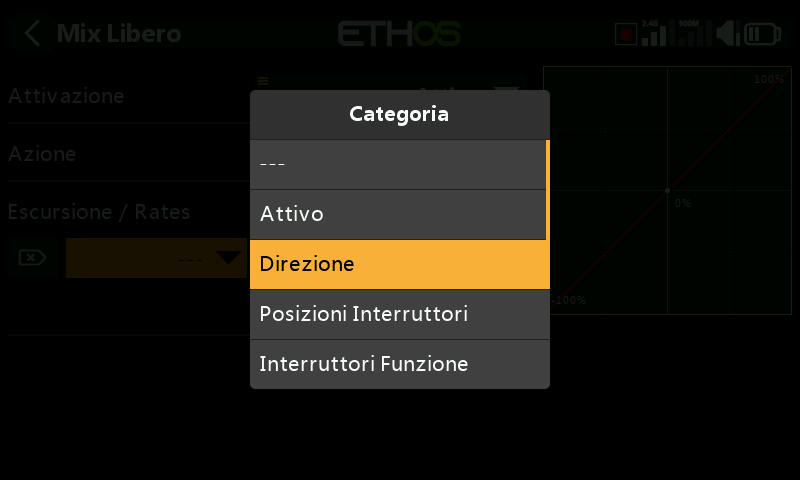 Mix Libero
ETHOS
2.4G
900M
Attivazione
Azione
Escursione / Rates
---
Categoria
---
Attivo
Direzione
Posizioni Interruttori
Interruttori Funzione
100%
0%
-100%